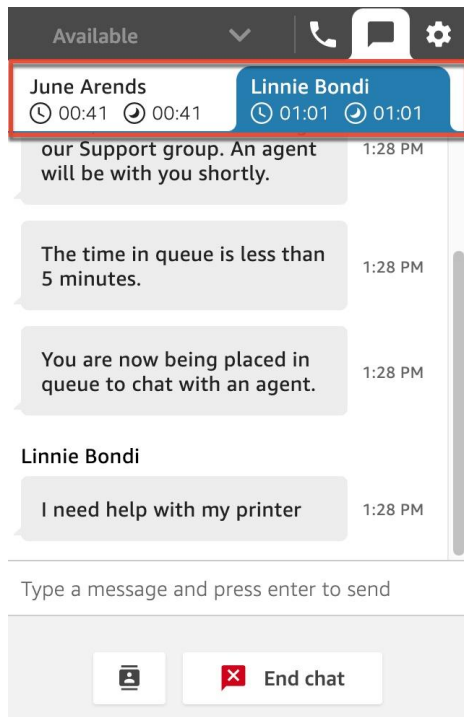 Available
June Arends
00:41 00:41
Linnie Bondi
01:01 01:01
our Support group. An agent
will be with you shortly.
1:28 PM
The time in queue is less than
5 minutes.
1:28 PM
You are now being placed in
queue to chat with an agent.
1:28 PM
Linnie Bondi
I need help with my printer
1:28 PM
Type a message and press enter to send
End chat